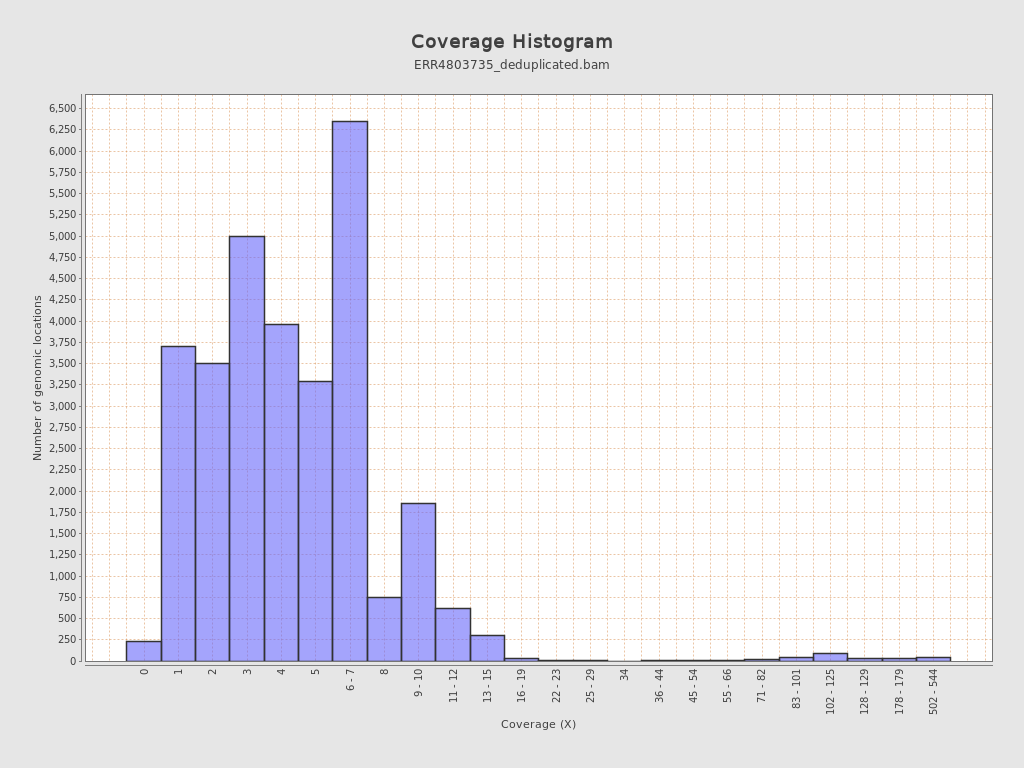 Coverage Histogram
ERR4803735_deduplicated.bam
Number of genomic locations
6,500
6,250
6,000
5,750
5,500
5,250
5,000
4,750
4,500
4,250
4,000
3,750
3,500
3,250
3,000
2,750
2,500
2,250
2,000
1,750
1,500
1,250
1,000
750
500
250
0
0
1
2
3
4
5
6 - 7
8
9 - 10
11 - 12
13 - 15
16 - 19
22 - 23
25 - 29
34
36 - 44
45 - 54
55 - 66
71 - 82
83 - 101
102 - 125
128 - 129
178 - 179
502 - 544
Coverage (X)